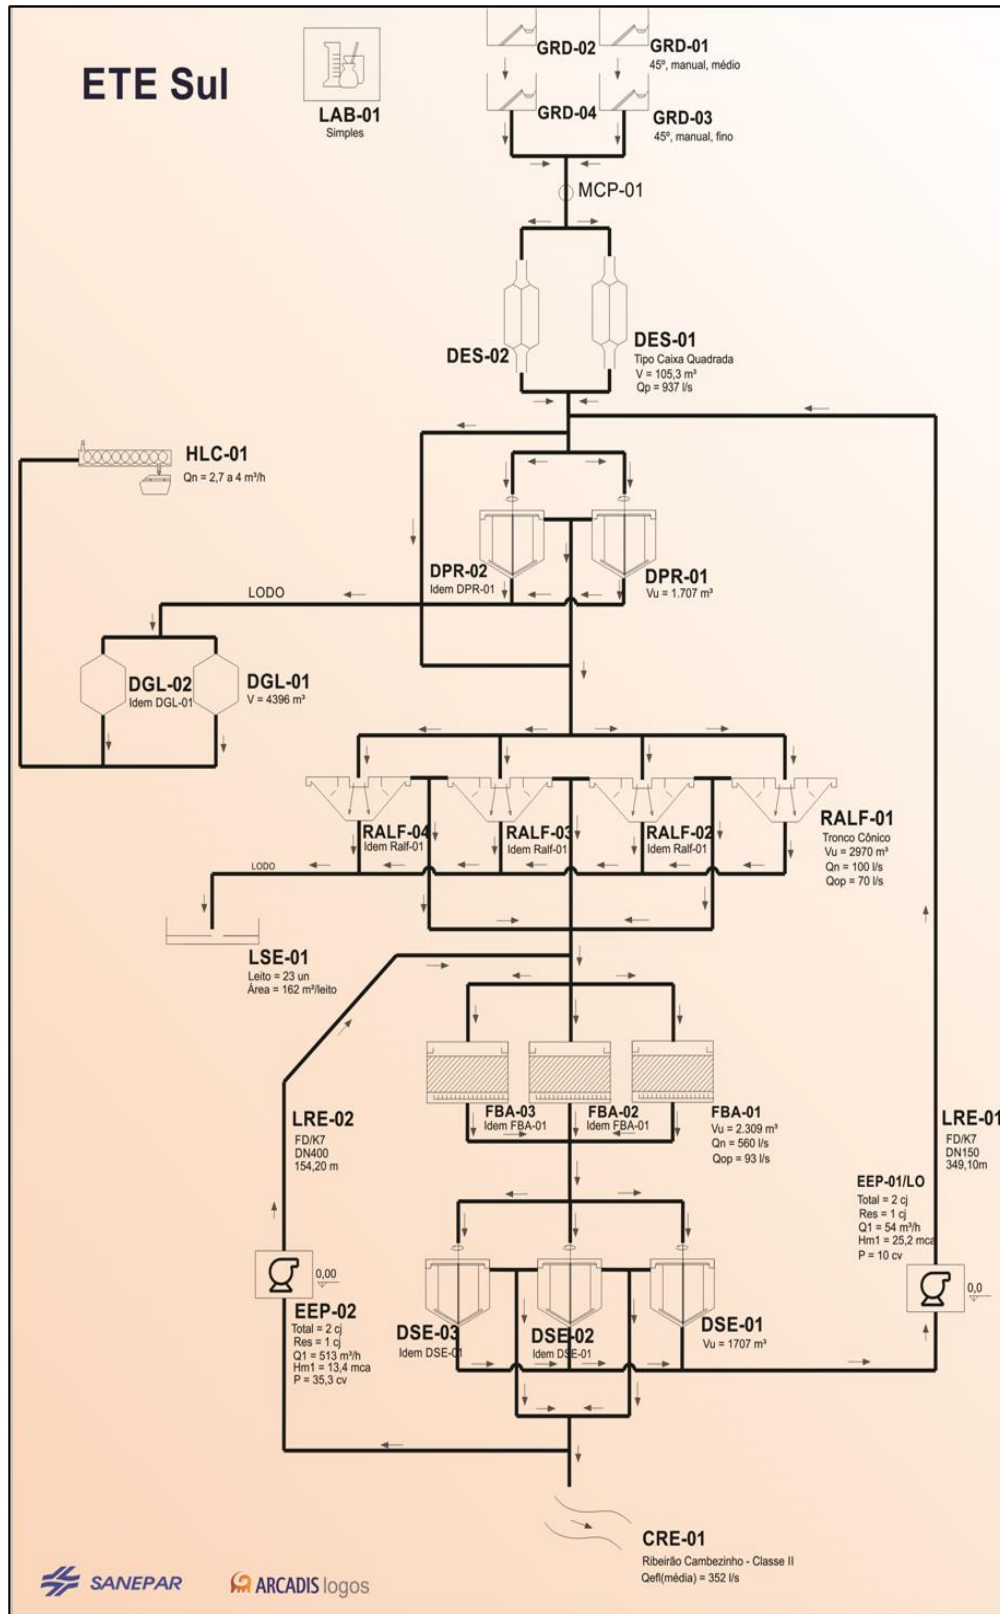 ETE Sul
LAB-01
Simples
GRD-02
GRD-01
45º, manual, médio
GRD-04
GRD-03
45º, manual, fino
MCP-01
DES-02
DES-01
Tipo Caixa Quadrada
V = 105,3 m³
Qp = 937 l/s
HLC-01
Qn = 2,7 a 4 m³/h
DPR-02
Idem DPR-01
DPR-01
Vu = 1.707 m³
LODO
DGL-02
Idem DGL-01
DGL-01
V = 4396 m³
RALF-04
Idem Ralf-01
RALF-03
Idem Ralf-01
RALF-02
Idem Ralf-01
RALF-01
Tronco Cônico
Vu = 2970 m³
Qn = 100 l/s
Qop = 70 l/s
LODO
LSE-01
Leito = 23 un
Área = 162 m²/leito
FBA-03
Idem FBA-01
FBA-02
Idem FBA-01
FBA-01
Vu = 2.309 m³
Qn = 560 l/s
Qop = 93 l/s
LRE-02
FD/K7
DN400
154,20 m
LRE-01
FD/K7
DN150
349,10m
EEP-01/LO
Total = 2 cj
Res = 1 cj
Q1 = 54 m³/h
Hm1 = 25,2 mca
P = 10 cv
0,00
0,0
EEP-02
Total = 2 cj
Res = 1 cj
Q1 = 513 m³/h
Hm1 = 13,4 mca
P = 35,3 cv
DSE-03
Idem DSE-01
DSE-02
Idem DSE-01
DSE-01
Vu = 1707 m³
CRE-01
Ribeirão Cambezinho - Classe II
Qefl(média) = 352 l/s
SANEPAR
ARCADIS logos